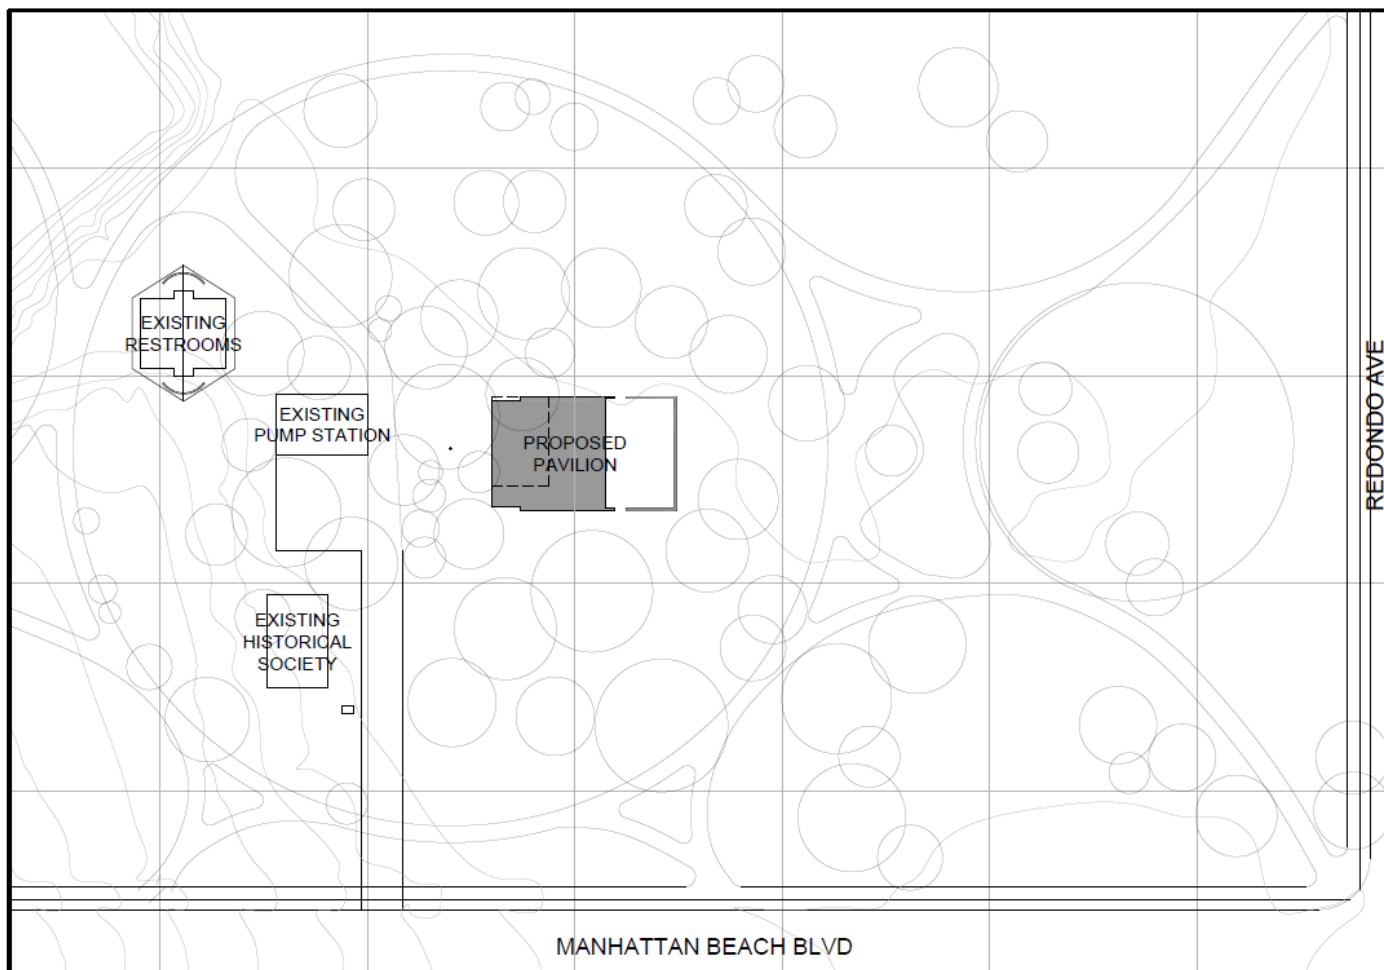 EXISTING
RESTROOMS
EXISTING
PUMP STATION
PROPOSED
PAVILION
REDONDO AVE
EXISTING
HISTORICAL
SOCIETY
MANHATTAN BEACH BLVD